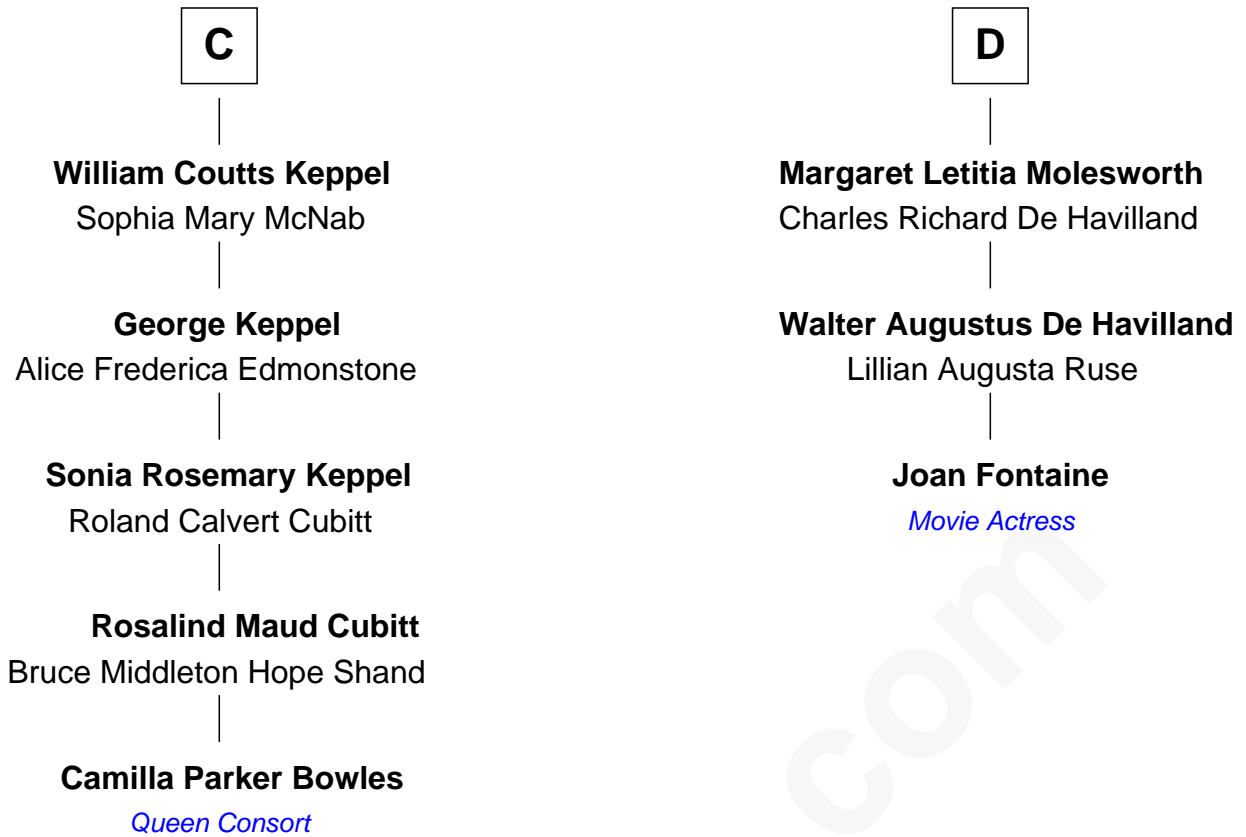 C
William Coutts Keppel
Sophia Mary McNab
George Keppel
Alice Frederica Edmonstone
Sonia Rosemary Keppel
Roland Calvert Cubitt
Rosalind Maud Cubitt
Bruce Middleton Hope Shand
Camilla Parker Bowles
Queen Consort
D
Margaret Letitia Molesworth
Charles Richard De Havilland
Walter Augustus De Havilland
Lillian Augusta Ruse
Joan Fontaine
Movie Actress
com